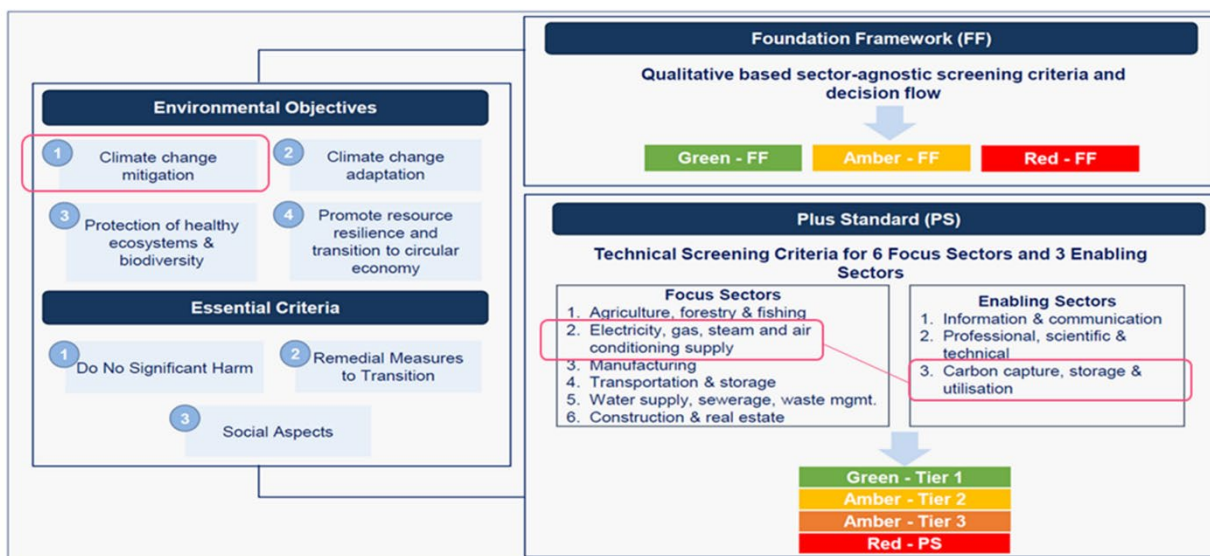 Environmental Objectives
1
Climate change
mitigation
2
Climate change
adaptation
3
Protection of healthy
ecosystems &
biodiversity
4
Promote resource
resilience and
transition to circular
economy
Essential Criteria
1
Do No Significant Harm
2
Remedial Measures
to Transition
3
Social Aspects
Foundation Framework (FF)
Qualitative based sector-agnostic screening criteria and
decision flow
Green - FF
Amber - FF
Red - FF
Plus Standard (PS)
Technical Screening Criteria for 6 Focus Sectors and 3 Enabling
Sectors
Focus Sectors
1. Agriculture, forestry & fishing
2. Electricity, gas, steam and air
conditioning supply
3. Manufacturing
4. Transportation & storage
5. Water supply, sewerage, waste mgmt.
6. Construction & real estate
Enabling Sectors
1. Information & communication
2. Professional, scientific &
technical
3. Carbon capture, storage &
utilisation
Green - Tier 1
Amber - Tier 2
Amber - Tier 3
Red - PS